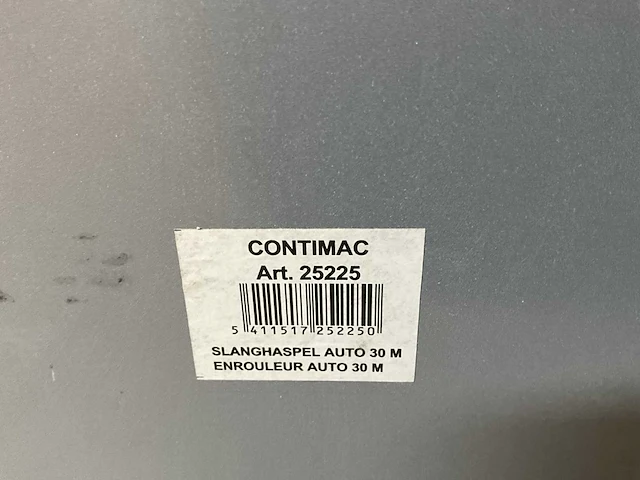 CONTIMAC
Art. 25225
5 411517 252250
SLANGHASPEL AUTO 30 M
ENROULEUR AUTO 30 M